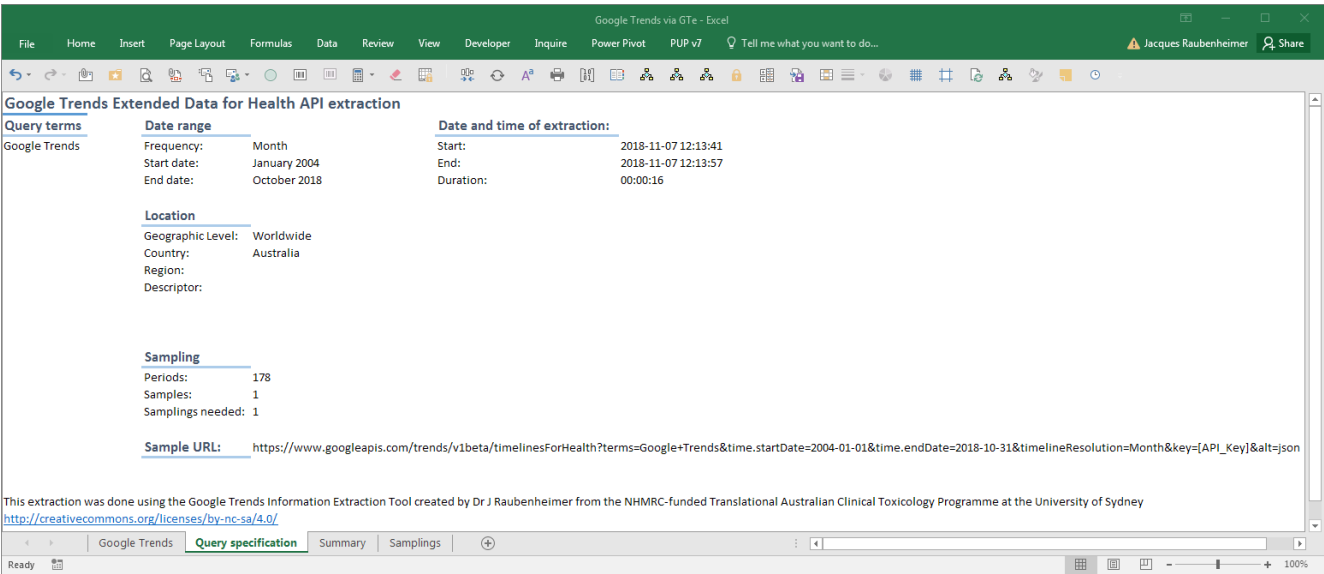 Google Trends via GTe - Excel
File Home Insert Page Layout Formulas Data Review View Developer Inquire Power Pivot PUP v7 Tell me what you want to do... Jacques Raubenheimer Share
Google Trends Extended Data for Health API extraction
Query terms Date range Date and time of extraction:
Google Trends Frequency: Month Start: 2018-11-07 12:13:41
Start date: January 2004 End: 2018-11-07 12:13:57
End date: October 2018 Duration: 00:00:16
Location
Geographic Level: Worldwide
Country: Australia
Region:
Descriptor:
Sampling
Periods: 178
Samples: 1
Samplings needed: 1
Sample URL: https://www.googleapis.com/trends/v1beta/timelinesForHealth?terms=Google+Trends&time.startDate=2004-01-01&time.endDate=2018-10-31&timelineResolution=Month&key=[API_Key]&alt=json
This extraction was done using the Google Trends Information Extraction Tool created by Dr J Raubenheimer from the NHMRC-funded Translational Australian Clinical Toxicology Programme at the University of Sydney
http://creativecommons.org/licenses/by-nc-sa/4.0/
Google Trends Query specification Summary Samplings
Ready 100%